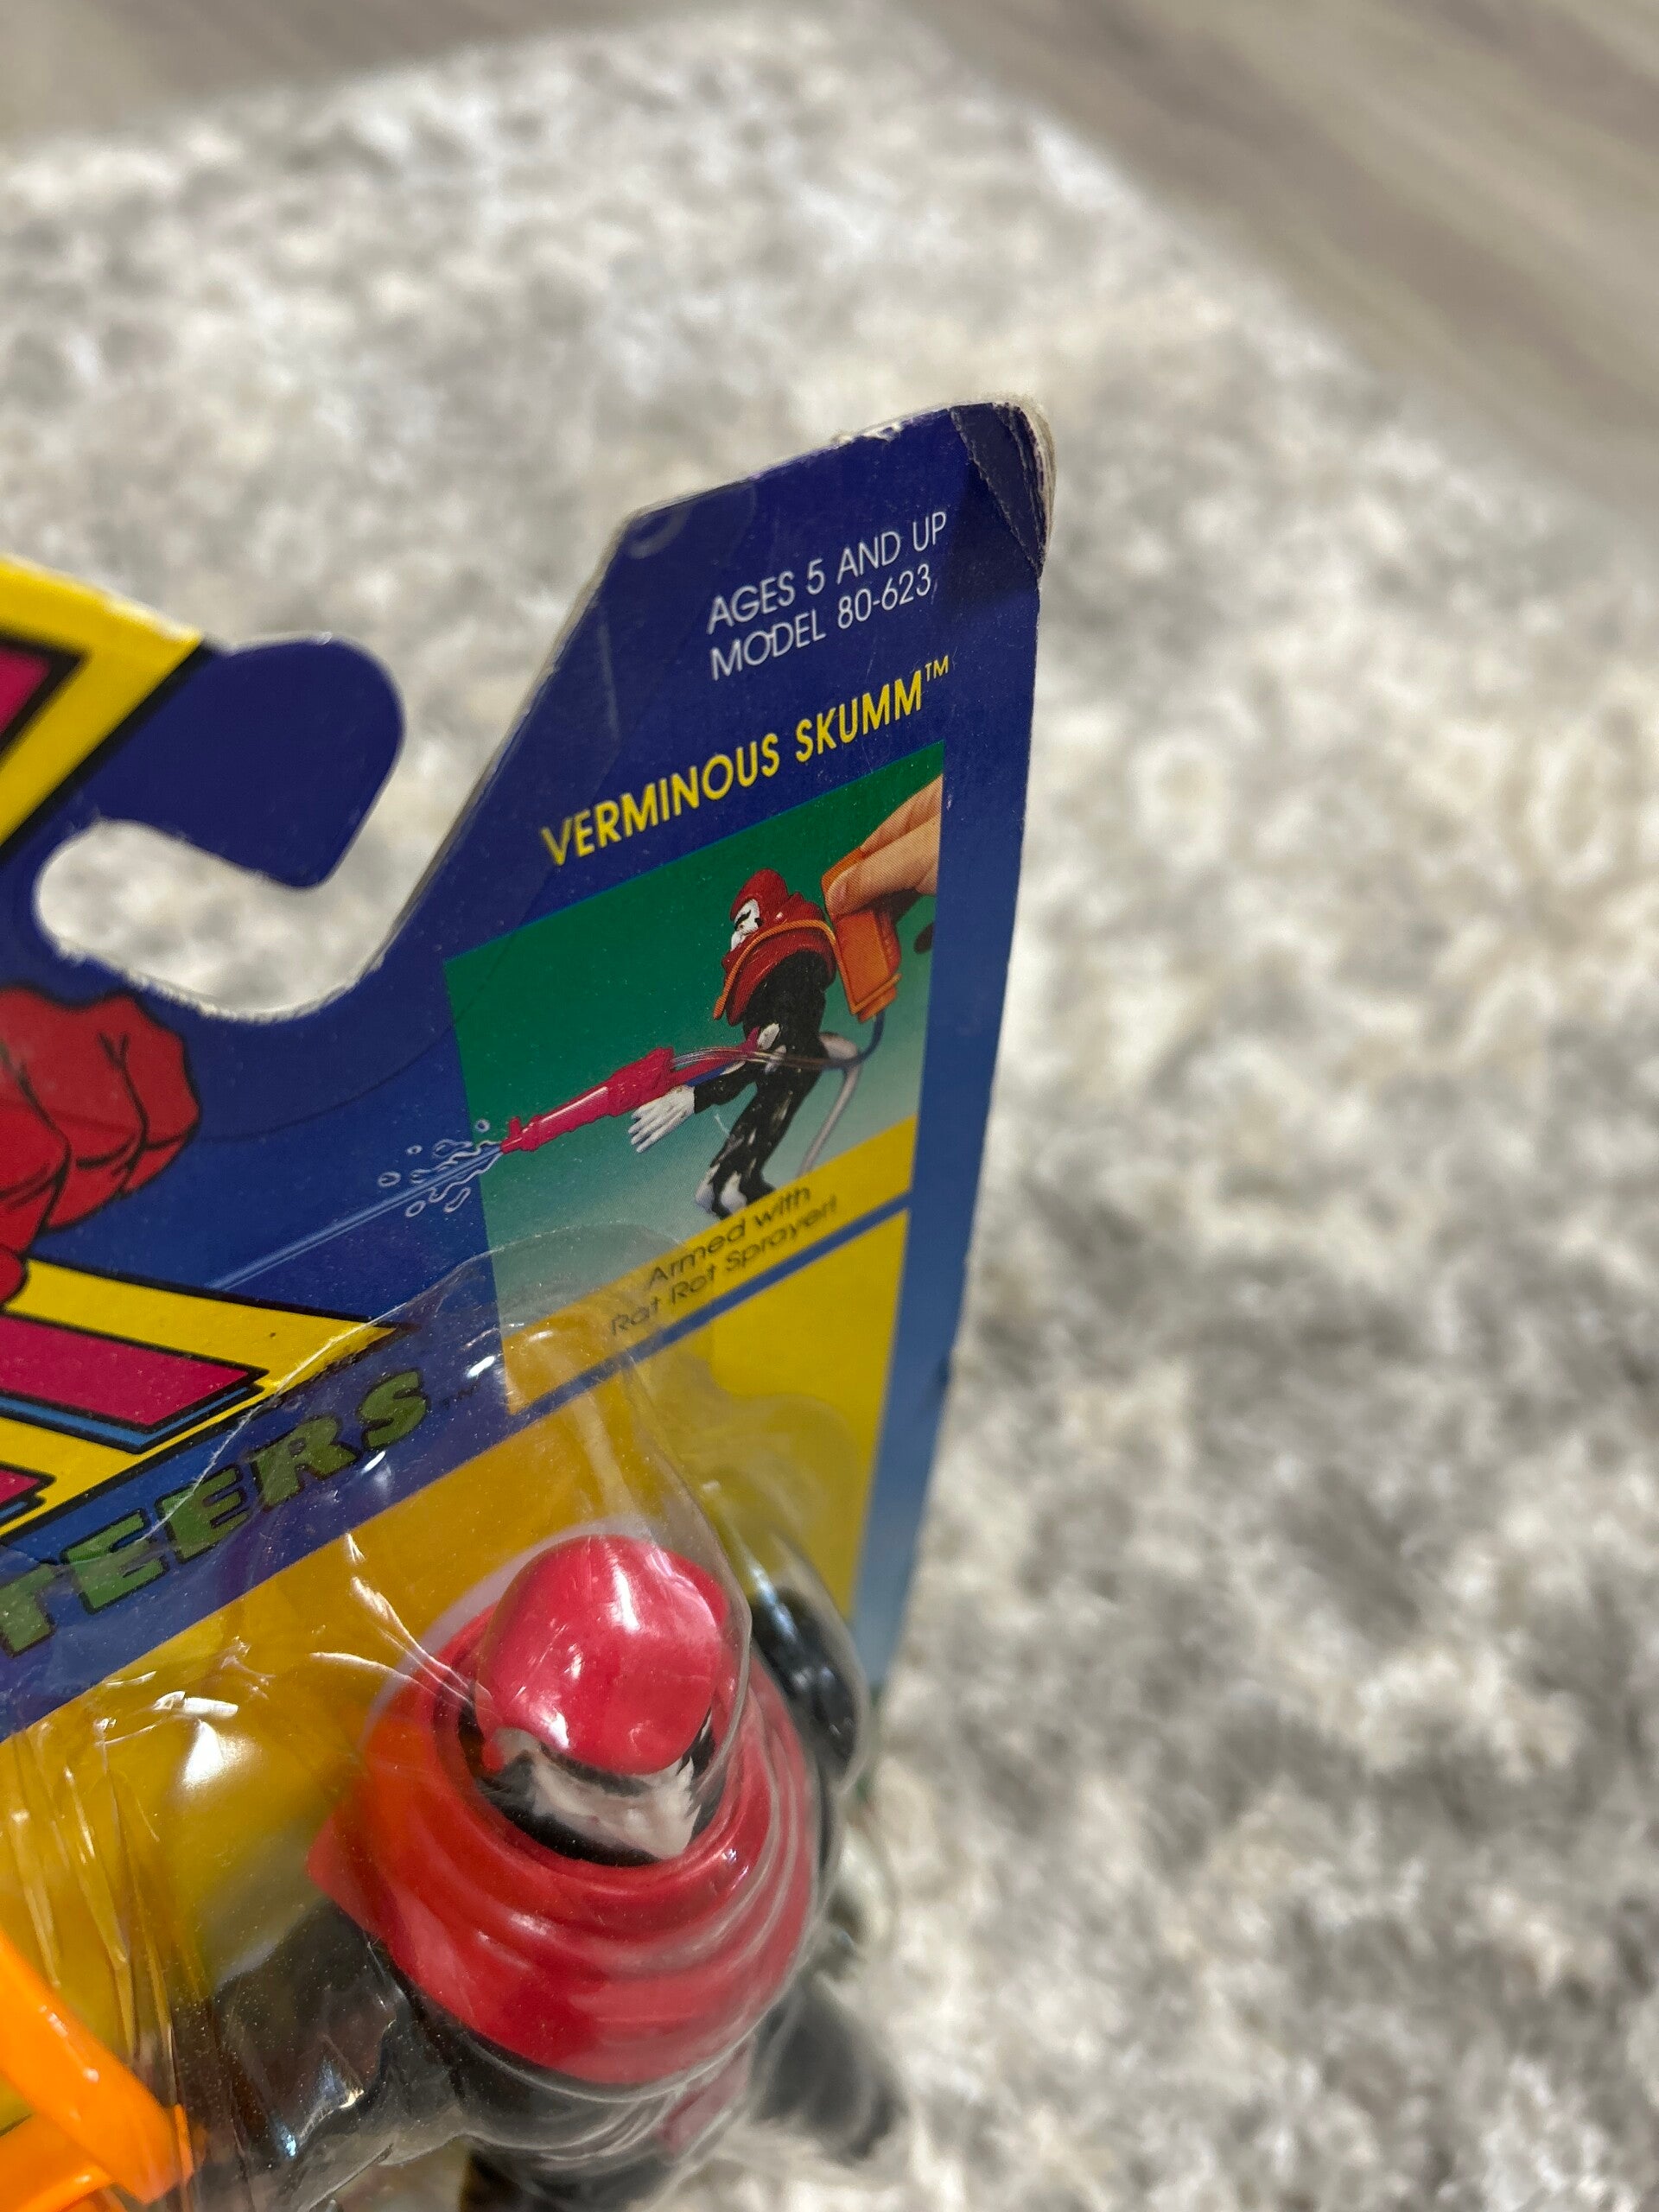 AGES 5 AND UP
MODEL 80-623
VERMINOUS SKUMM™
Armed with
Rat Rot Sprayer!
TEERS